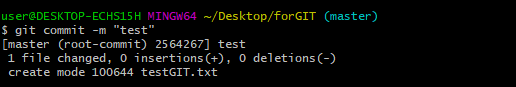 user@DESKTOP-ECHS15H MINGW64 ~/Desktop/forGIT (master)
$ git commit -m "test"
[master (root-commit) 2564267] test
 1 file changed, 0 insertions(+), 0 deletions(-)
 create mode 100644 testGIT.txt